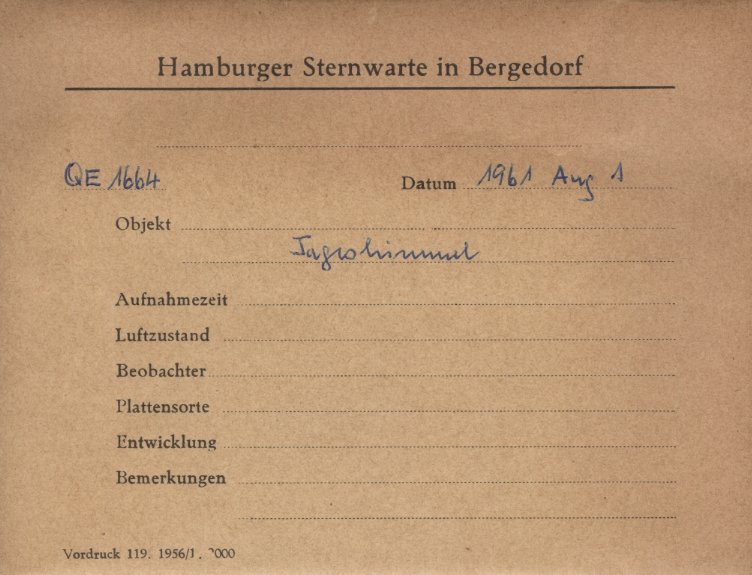 Hamburger Sternwarte in Bergedorf
QE 1664 Datum 1961 Aug 1
Objekt
Tageshimmel
Aufnahmezeit
Luftzustand
Beobachter
Plattensorte
Entwicklung
Bemerkungen
Vordruck 119. 1956/1. 2000